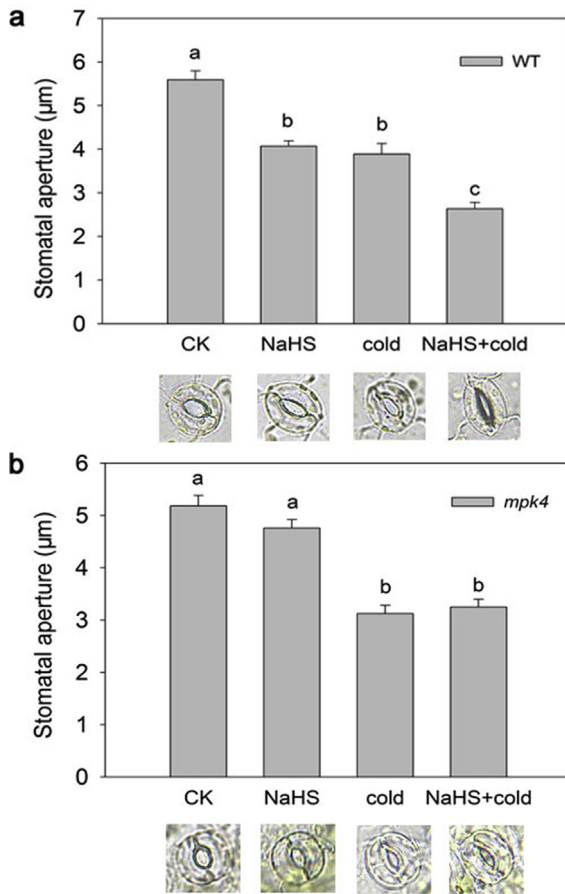 a
7
6
5
4
3
2
1
0
Stomatal aperture (µm)
WT
a
b
b
c
CK NaHS cold NaHS+cold
b
6
5
4
3
2
1
0
Stomatal aperture (µm)
mpk4
a
a
b
b
CK NaHS cold NaHS+cold